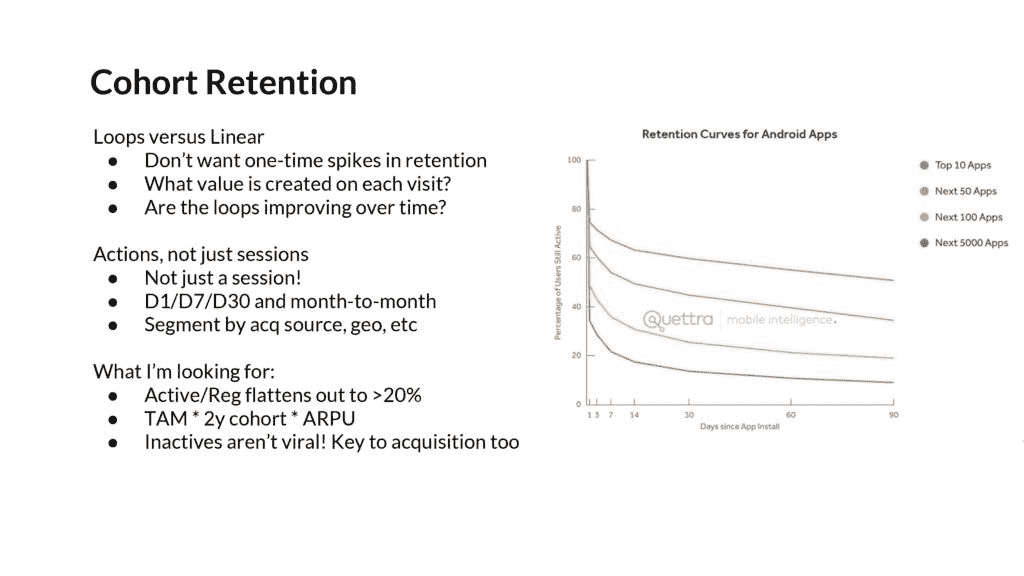 Cohort Retention
Loops versus Linear
● Don't want one-time spikes in retention
● What value is created on each visit?
● Are the loops improving over time?
Actions, not just sessions
● Not just a session!
● D1/D7/D30 and month-to-month
● Segment by acq source, geo, etc
What I'm looking for:
● Active/Reg flattens out to >20%
● TAM * 2y cohort * ARPU
● Inactives aren't viral! Key to acquisition too
Retention Curves for Android Apps
Percentage of Users Still Active
100
80
60
40
20
0
1 3 7 14 30 60 90
Days since App Install
Quettra | mobile intelligence.
Top 10 Apps
Next 50 Apps
Next 100 Apps
Next 5000 Apps